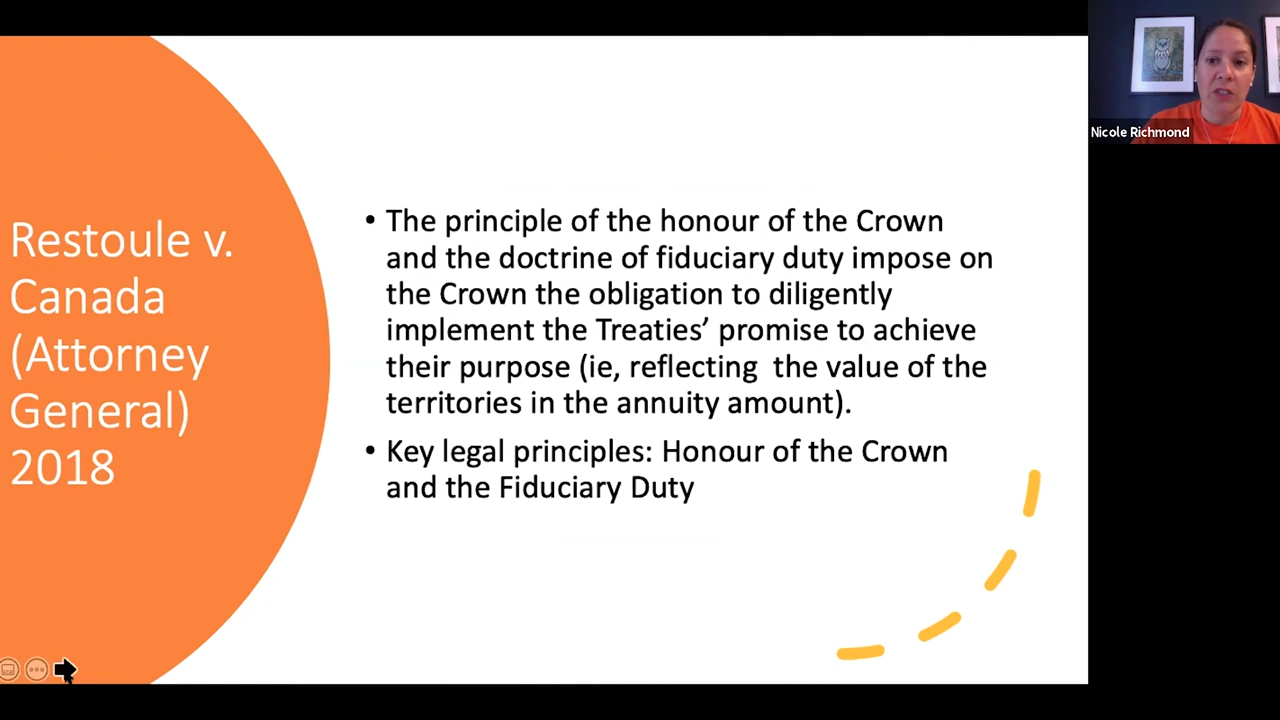 Restoule v.
Canada
(Attorney
General)
2018
• The principle of the honour of the Crown
and the doctrine of fiduciary duty impose on
the Crown the obligation to diligently
implement the Treaties’ promise to achieve
their purpose (ie, reflecting  the value of the
territories in the annuity amount).
• Key legal principles: Honour of the Crown
and the Fiduciary Duty
Nicole Richmond